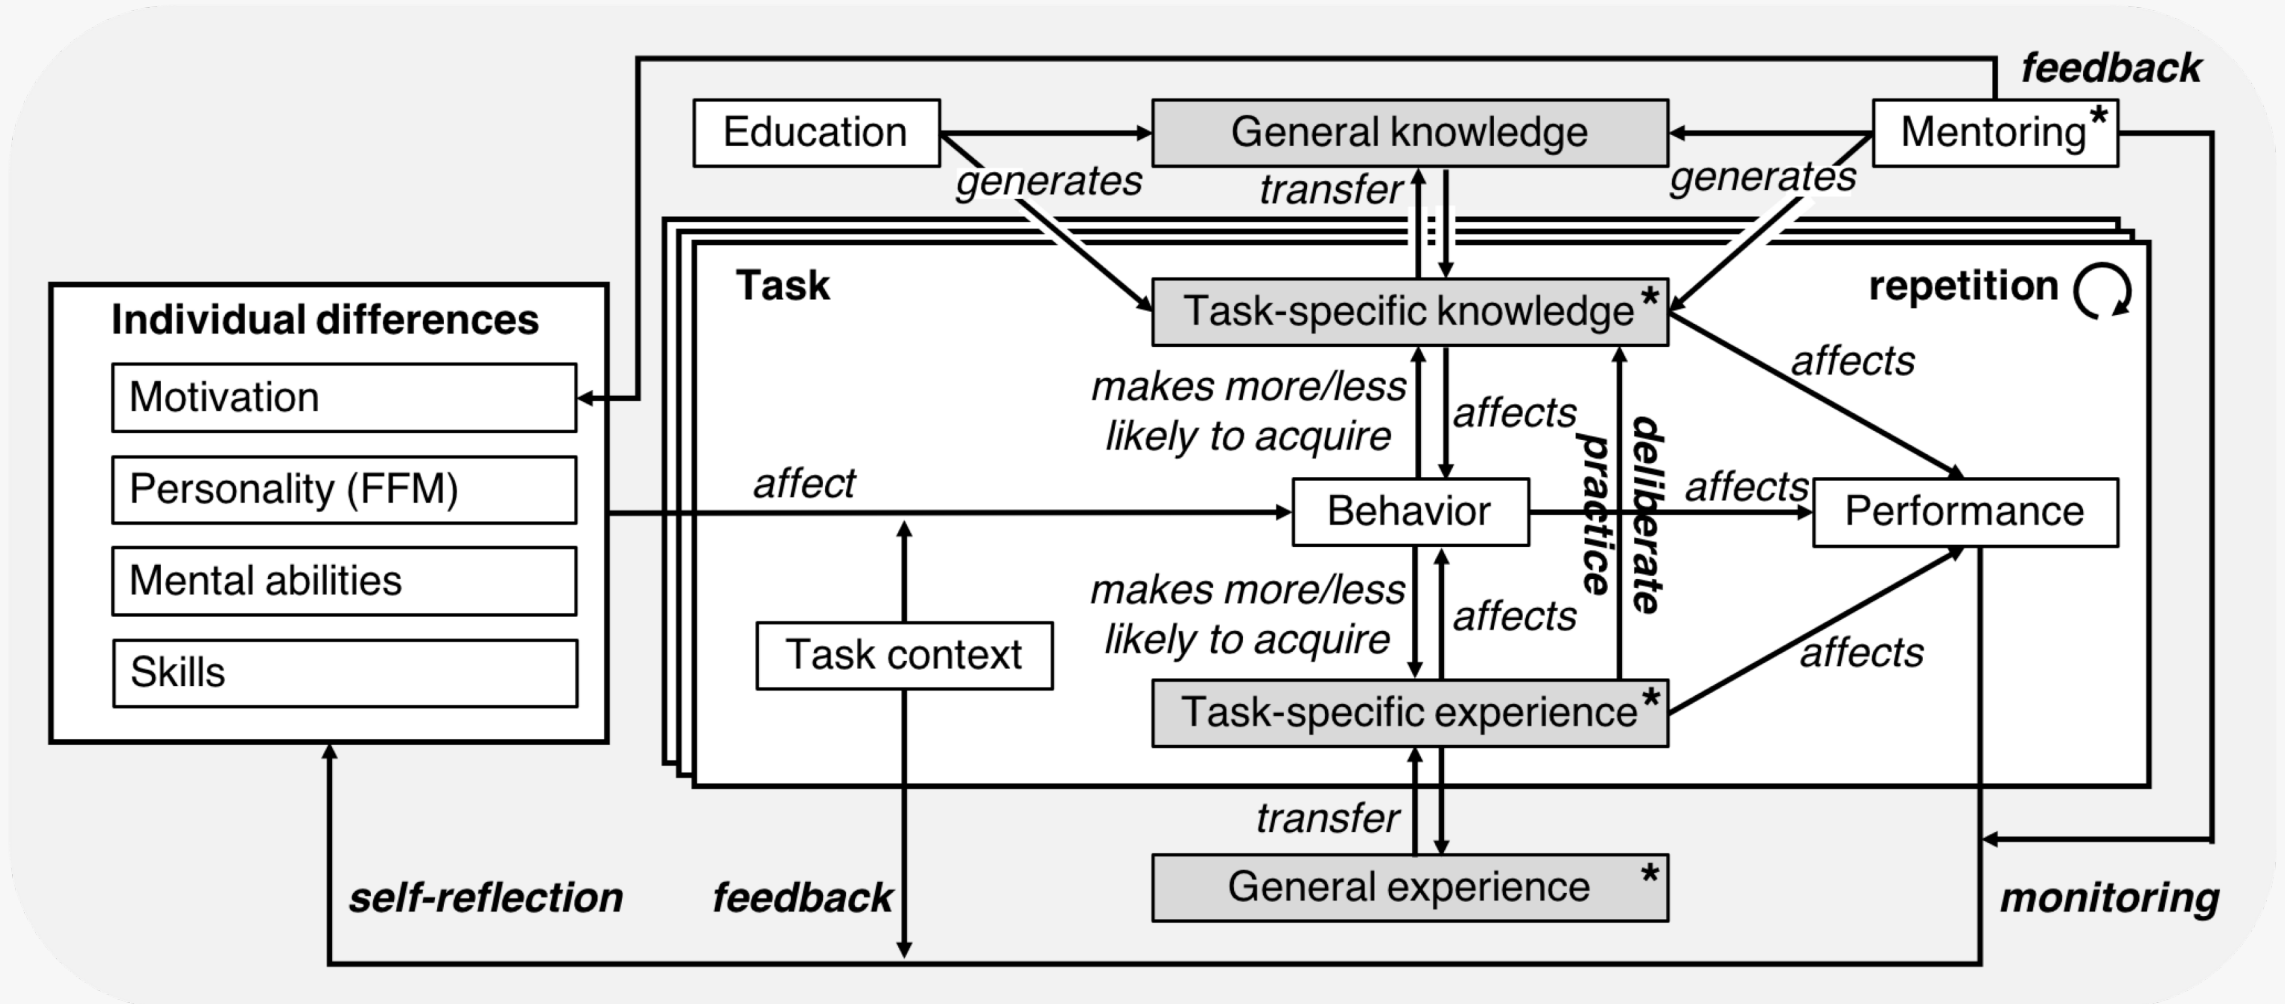 feedback
Education
General knowledge
Mentoring*
generates
transfer
generates
Task
repetition
Individual differences
Task-specific knowledge*
Motivation
makes more/less
likely to acquire
affects
affects
deliberate
practice
Personality (FFM)
affect
Behavior
affects
Performance
Mental abilities
makes more/less
likely to acquire
affects
Task context
affects
Skills
Task-specific experience*
transfer
General experience *
self-reflection
feedback
monitoring